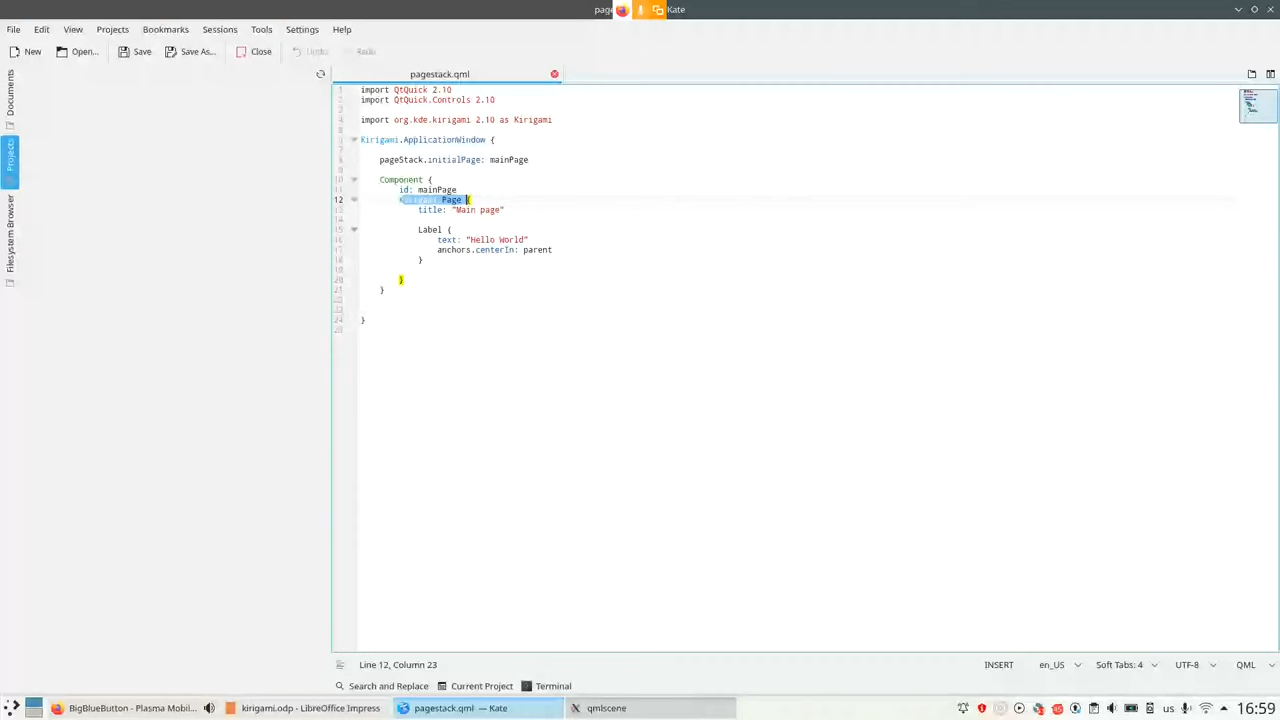 Kate
File Edit View Projects Bookmarks Sessions Tools Settings Help
New Open... Save Save As... Close Undo Redo
pagestack.qml
Documents
Projects
Filesystem Browser
import QtQuick 2.10
import QtQuick.Controls 2.10
import org.kde.kirigami 2.10 as Kirigami
Kirigami.ApplicationWindow {
pageStack.initialPage: mainPage
Component {
id: mainPage
Kirigami.Page {
title: "Main page"
Label {
text: "Hello World"
anchors.centerIn: parent
}
}
}
}
Line 12, Column 23 INSERT en_US Soft Tabs: 4 UTF-8 QML
Search and Replace Current Project Terminal
BigBlueButton - Plasma Mobil... kirigami.odp - LibreOffice Impress pagestack.qml — Kate qmlscene us 16:59